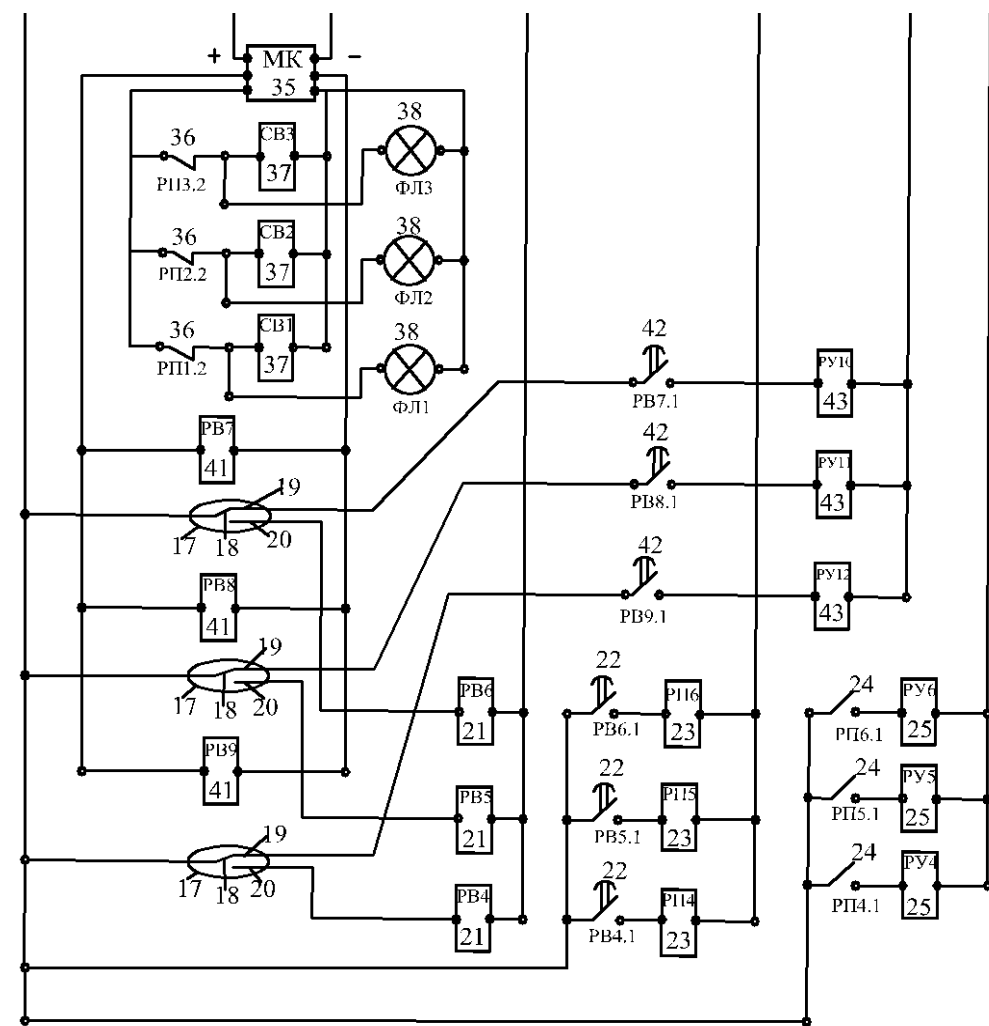 + МК −
35
38
36 СВ3
37
РП3.2 ФЛ3
38
36 СВ2
37
РП2.2 ФЛ2
38
36 СВ1
37
РП1.2 ФЛ1
42
РВ7.1
РУ10
43
РВ7
41
42
РВ8.1
РУ11
43
19
17 18 20
42
РВ9.1
РУ12
43
РВ8
41
19
17 18 20
РВ6
21
22
РВ6.1
РП6
23
24
РП6.1
РУ6
25
РВ9
41
РВ5
21
22
РВ5.1
РП5
23
24
РП5.1
РУ5
25
19
17 18 20
РВ4
21
22
РВ4.1
РП4
23
24
РП4.1
РУ4
25